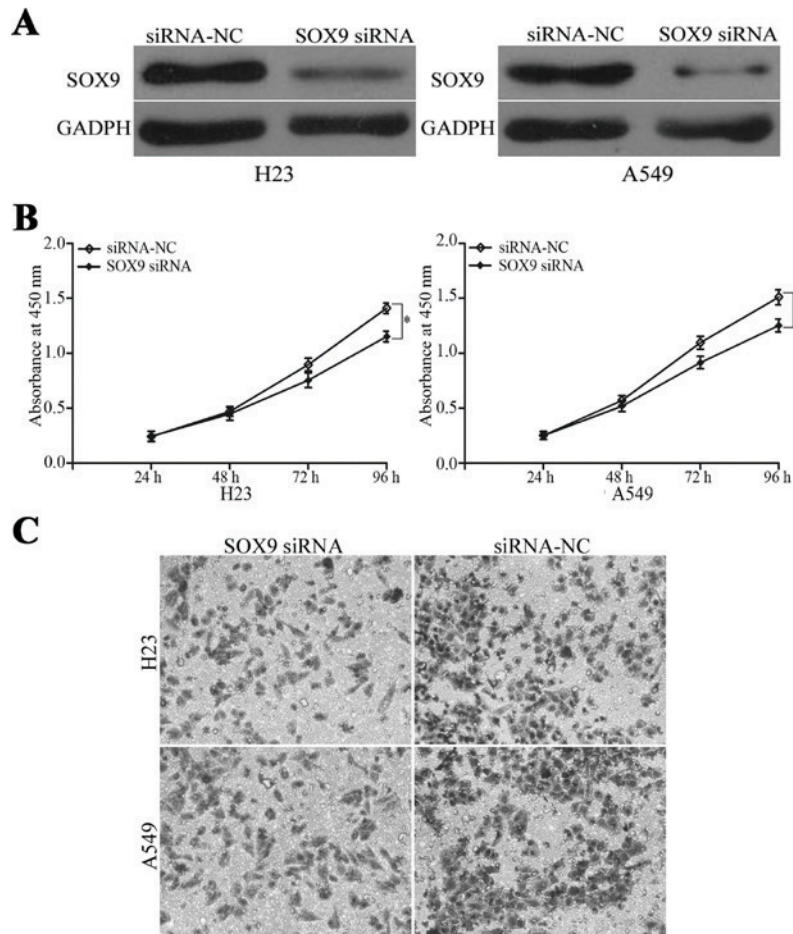 A
siRNA-NC SOX9 siRNA siRNA-NC SOX9 siRNA
SOX9 SOX9
GADPH GADPH
H23 A549
B
2.0 2.0
siRNA-NC siRNA-NC
SOX9 siRNA SOX9 siRNA
Absorbance at 450 nm Absorbance at 450 nm
1.5 1.5
*
1.0 1.0
0.5 0.5
0.0 0.0
24 h 48 h 72 h 96 h 24 h 48 h 72 h 96 h
H23 A549
C
SOX9 siRNA siRNA-NC
H23
A549